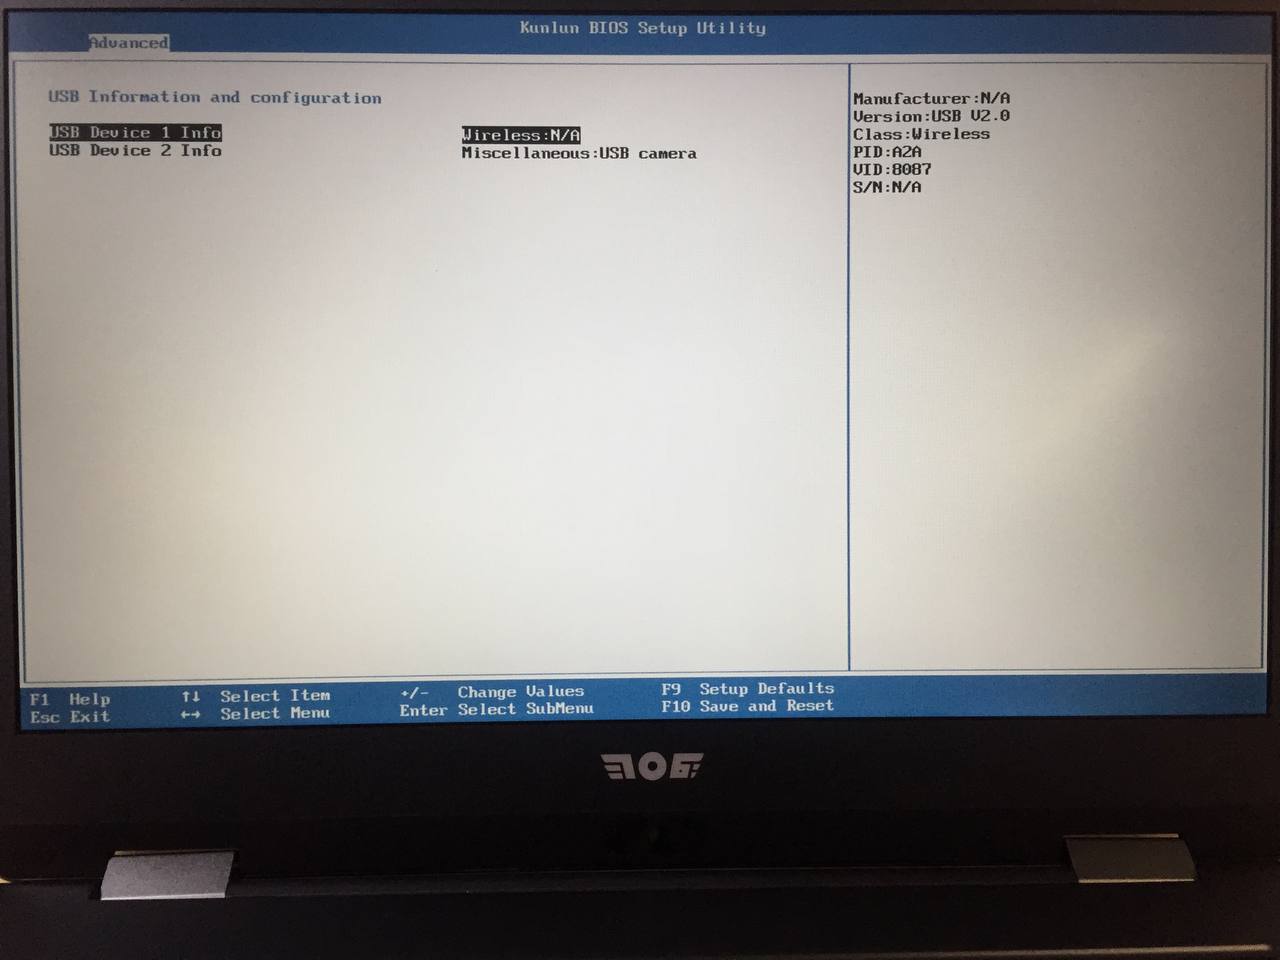 Kunlun BIOS Setup Utility
Advanced
USB Information and configuration
USB Device 1 Info Wireless:N/A
USB Device 2 Info Miscellaneous:USB camera
Manufacturer:N/A
Version:USB V2.0
Class:Wireless
PID:A2A
VID:8087
S/N:N/A
F1 Help ↑↓ Select Item +/- Change Values F9 Setup Defaults
Esc Exit ←→ Select Menu Enter Select SubMenu F10 Save and Reset